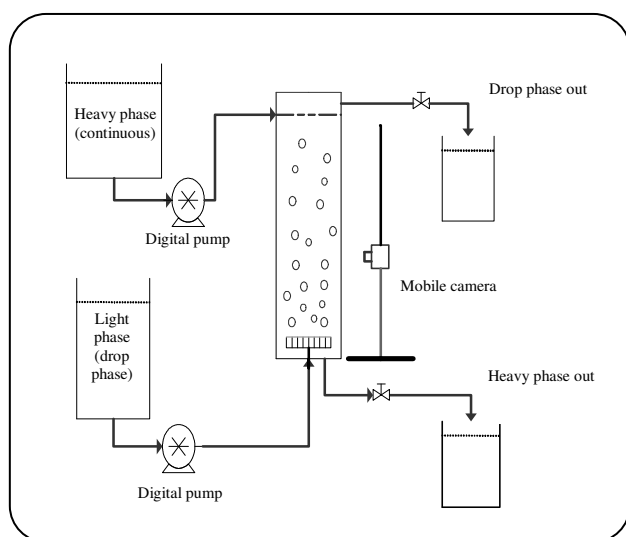 Drop phase out
Heavy phase
(continuous)
Digital pump
Mobile camera
Light
phase
(drop
phase)
Heavy phase out
Digital pump